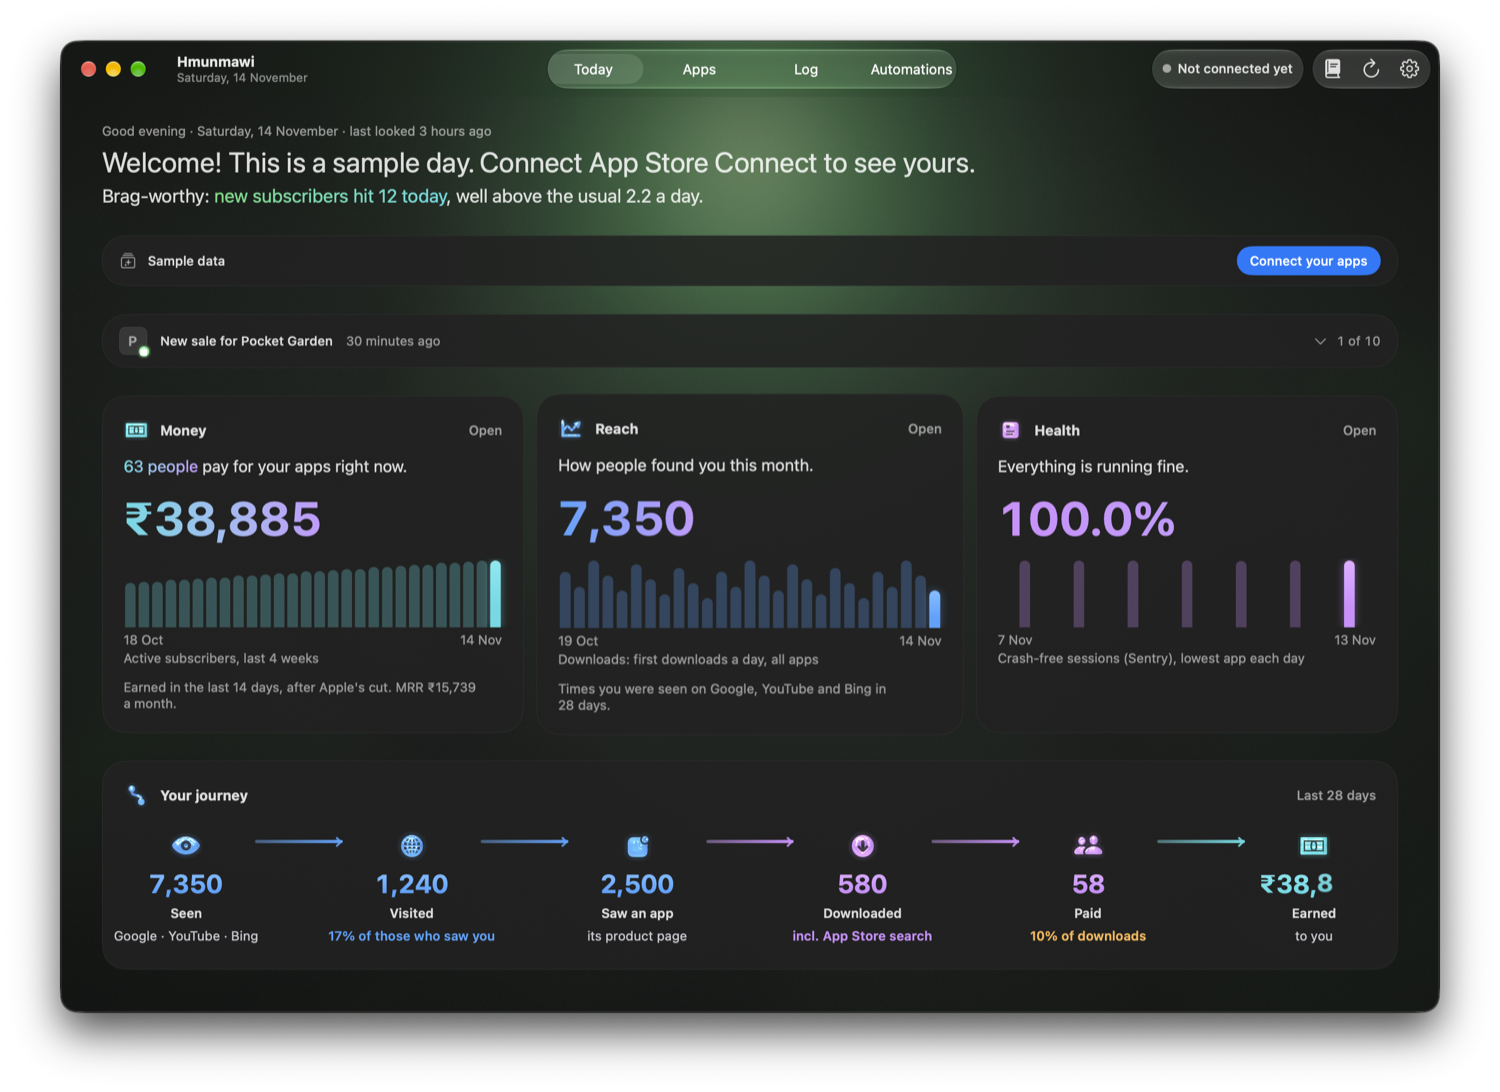 Hmunmawi
Saturday, 14 November
Today
Apps
Log
Automations
Not connected yet
Good evening · Saturday, 14 November · last looked 3 hours ago
Welcome! This is a sample day. Connect App Store Connect to see yours.
Brag-worthy: new subscribers hit 12 today, well above the usual 2.2 a day.
Sample data
Connect your apps
P
New sale for Pocket Garden 30 minutes ago
1 of 10
Money
Open
63 people pay for your apps right now.
₹38,885
18 Oct
14 Nov
Active subscribers, last 4 weeks
Earned in the last 14 days, after Apple's cut. MRR ₹15,739
a month.
Reach
Open
How people found you this month.
7,350
19 Oct
14 Nov
Downloads: first downloads a day, all apps
Times you were seen on Google, YouTube and Bing in
28 days.
Health
Open
Everything is running fine.
100.0%
7 Nov
13 Nov
Crash-free sessions (Sentry), lowest app each day
Your journey
Last 28 days
7,350
Seen
Google · YouTube · Bing
1,240
Visited
17% of those who saw you
2,500
Saw an app
its product page
580
Downloaded
incl. App Store search
58
Paid
10% of downloads
₹38,8
Earned
to you